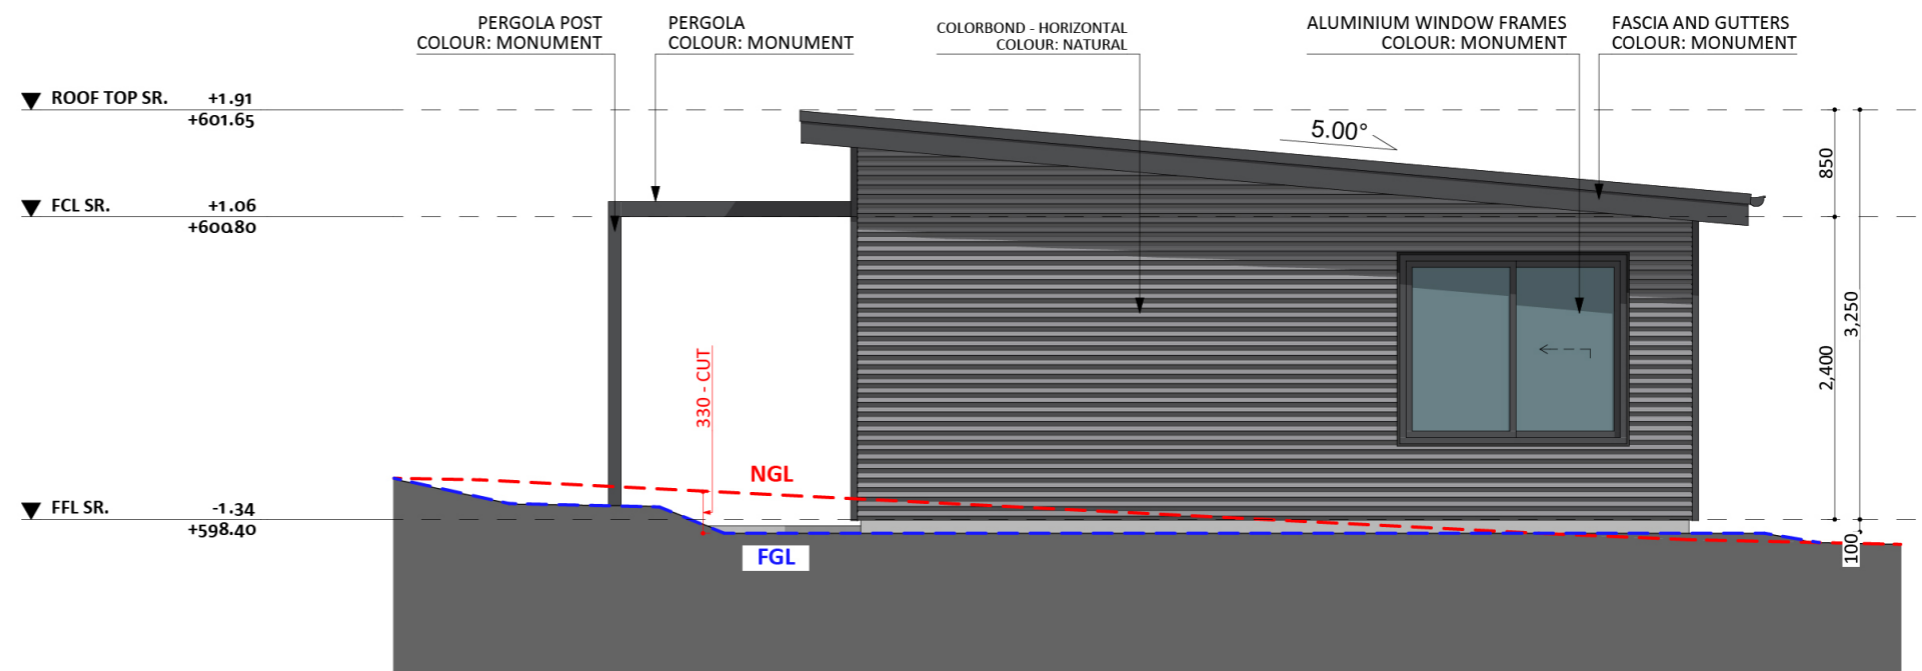 PERGOLA POST
COLOUR: MONUMENT
PERGOLA
COLOUR: MONUMENT
COLORBOND - HORIZONTAL
COLOUR: NATURAL
ALUMINIUM WINDOW FRAMES
COLOUR: MONUMENT
FASCIA AND GUTTERS
COLOUR: MONUMENT
ROOF TOP SR. +1.91
+601.65
5.00°
850
FCL SR. +1.06
+600.80
3,250
2,400
330 - CUT
NGL
FFL SR. -1.34
+598.40
100
FGL